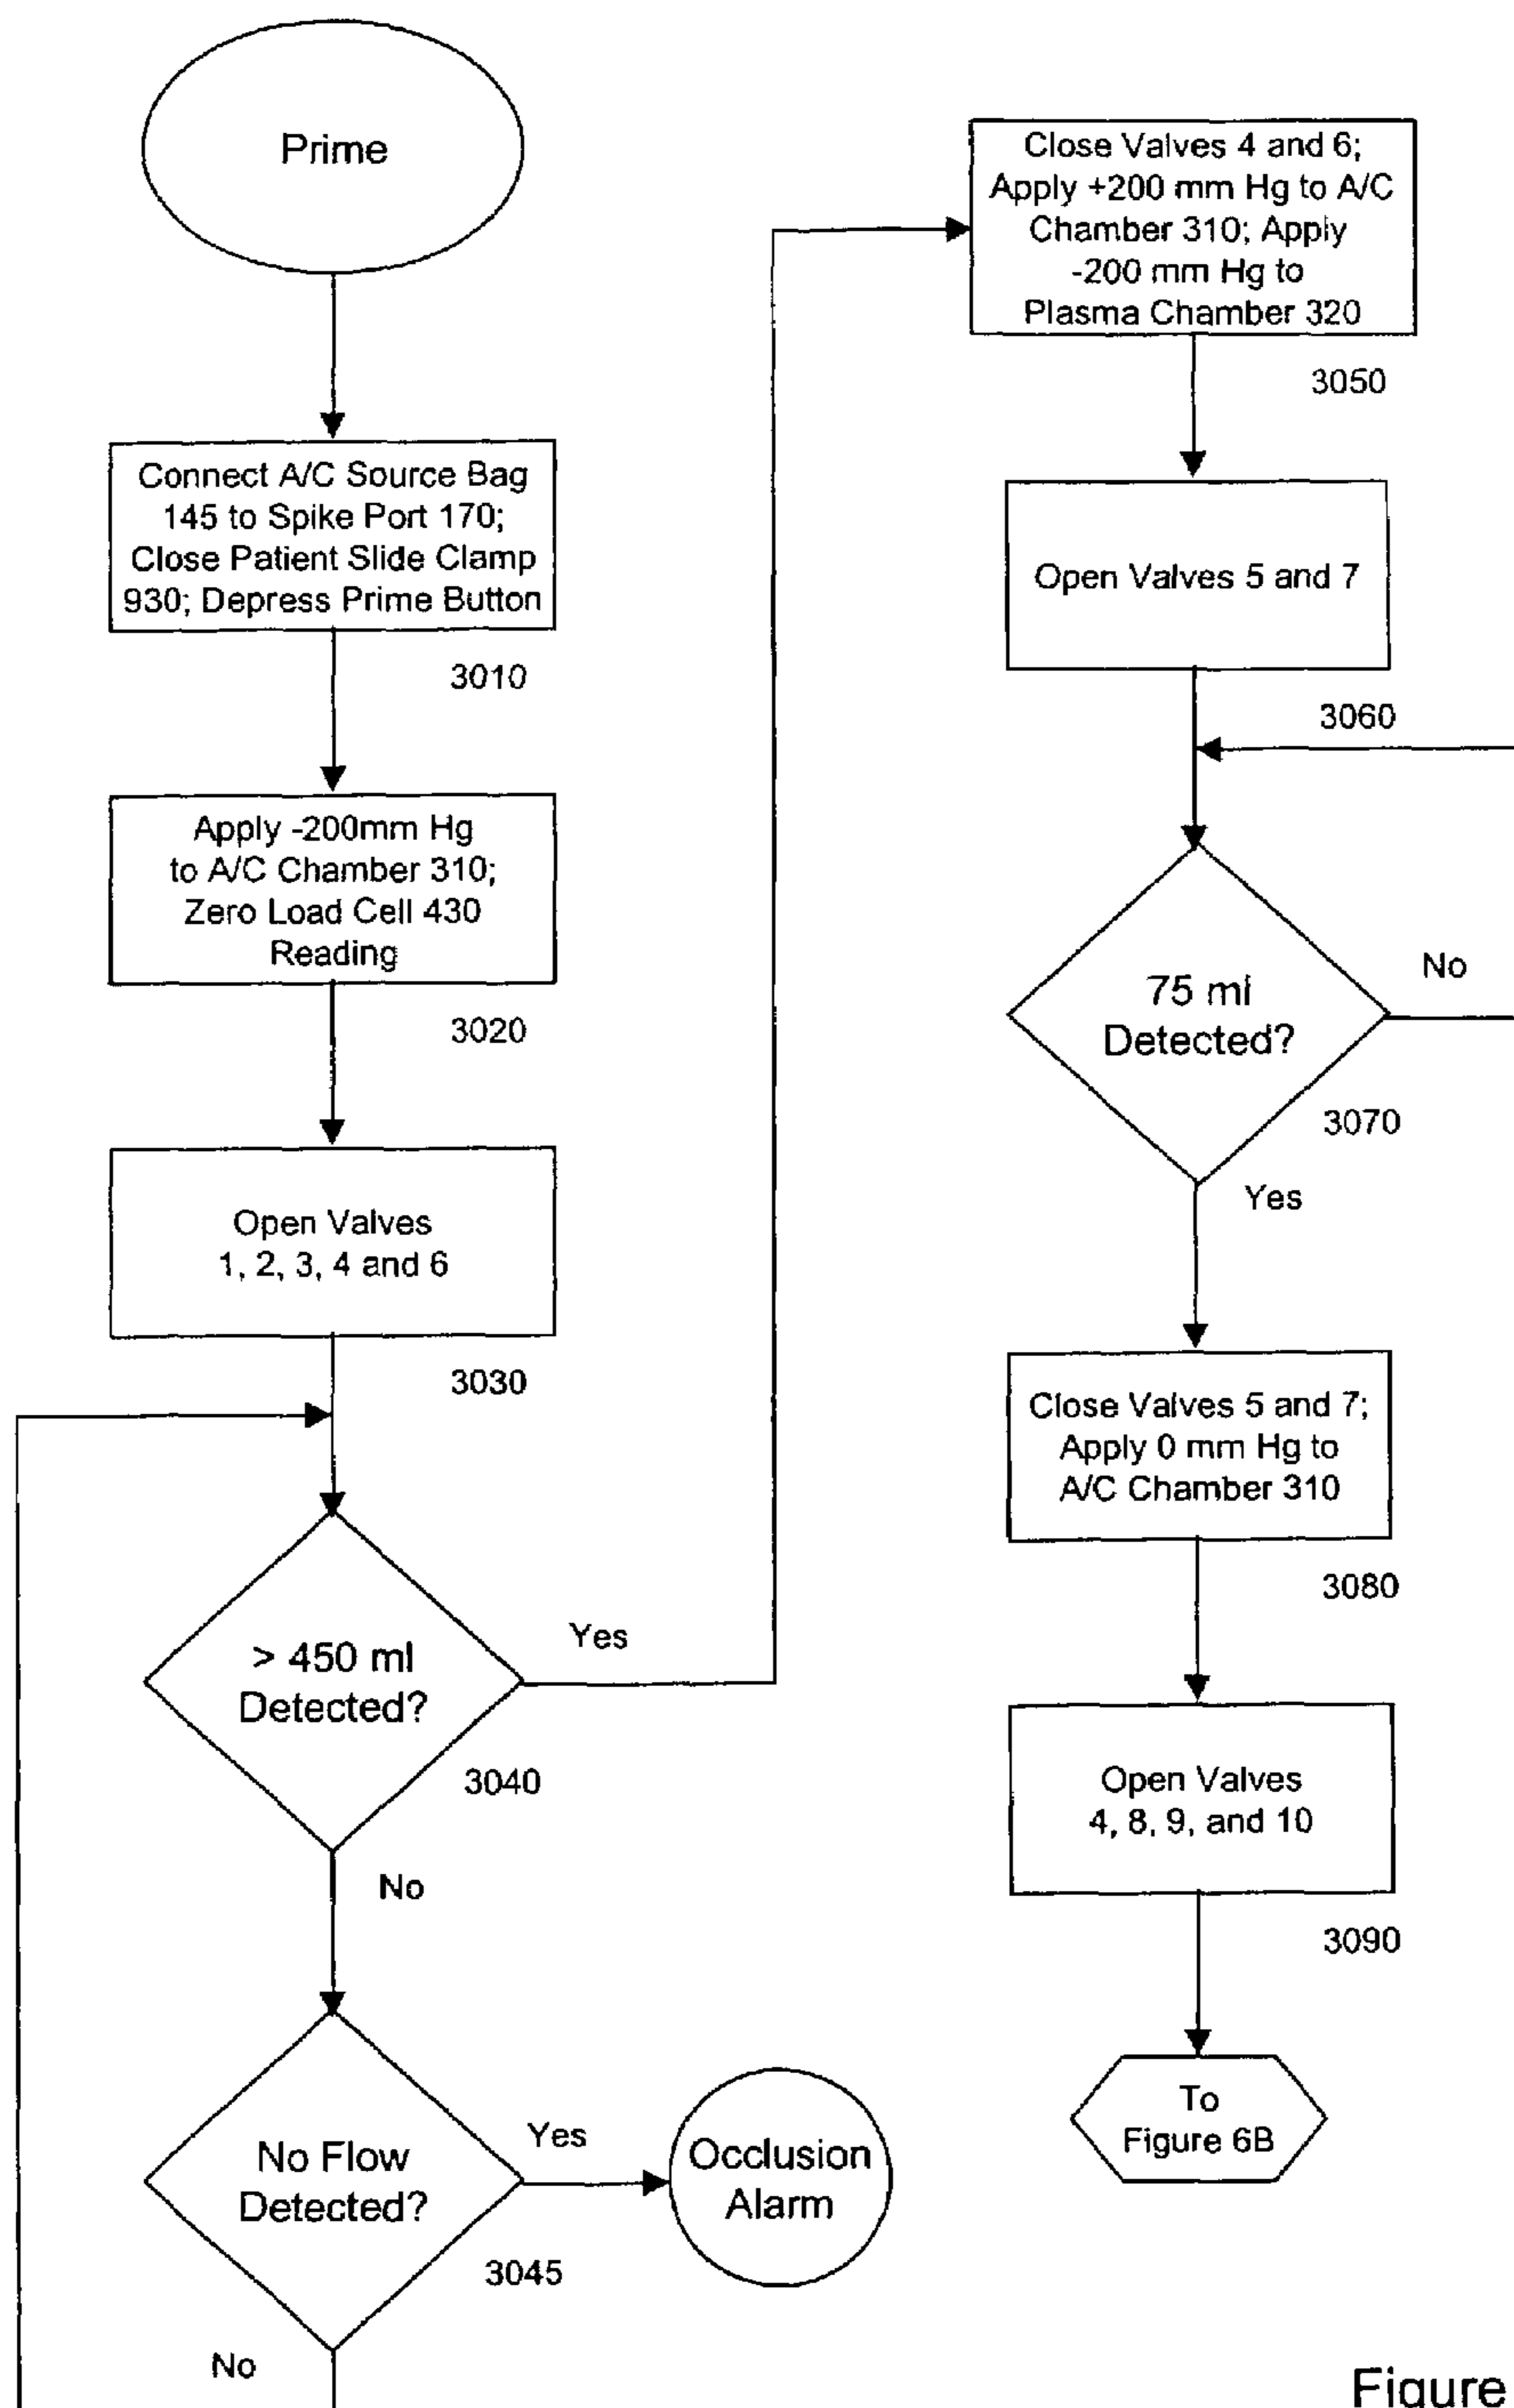 Prime
Connect A/C Source Bag
145 to Spike Port 170;
Close Patient Slide Clamp
930; Depress Prime Button
3010
Apply -200mm Hg
to A/C Chamber 310;
Zero Load Cell 430
Reading
3020
Open Valves
1, 2, 3, 4 and 6
3030
> 450 ml
Detected?
Yes
3040
No
No Flow
Detected?
Yes
3045
No
Occlusion
Alarm
Close Valves 4 and 6;
Apply +200 mm Hg to A/C
Chamber 310; Apply
-200 mm Hg to
Plasma Chamber 320
3050
Open Valves 5 and 7
3060
75 ml
Detected?
No
3070
Yes
Close Valves 5 and 7;
Apply 0 mm Hg to
A/C Chamber 310
3080
Open Valves
4, 8, 9, and 10
3090
To
Figure 6B
Figure